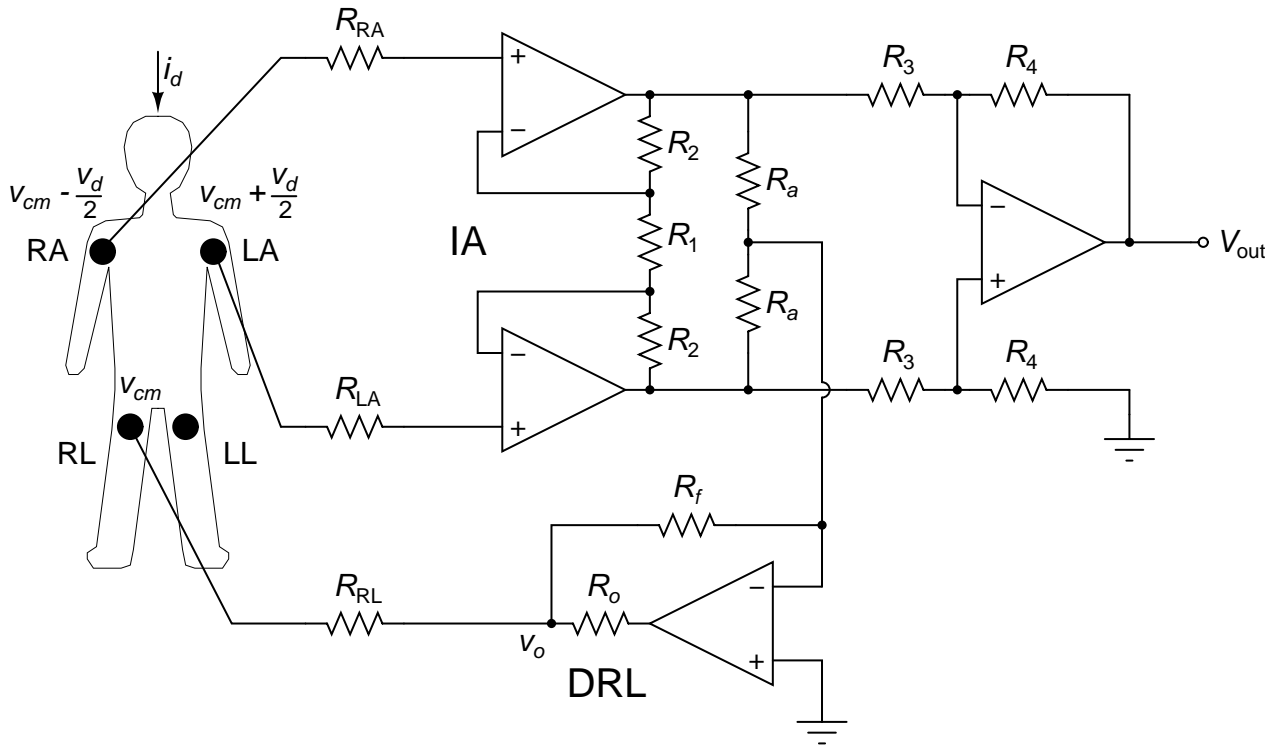 R_RA
i_d
R_3
R_4
+
−
R_2
v_cm − v_d/2
v_cm + v_d/2
R_a
RA
LA
IA
R_1
−
+
V_out
−
R_a
R_2
R_3
R_4
v_cm
R_LA
+
RL
LL
R_f
R_RL
R_o
−
v_o
+
DRL